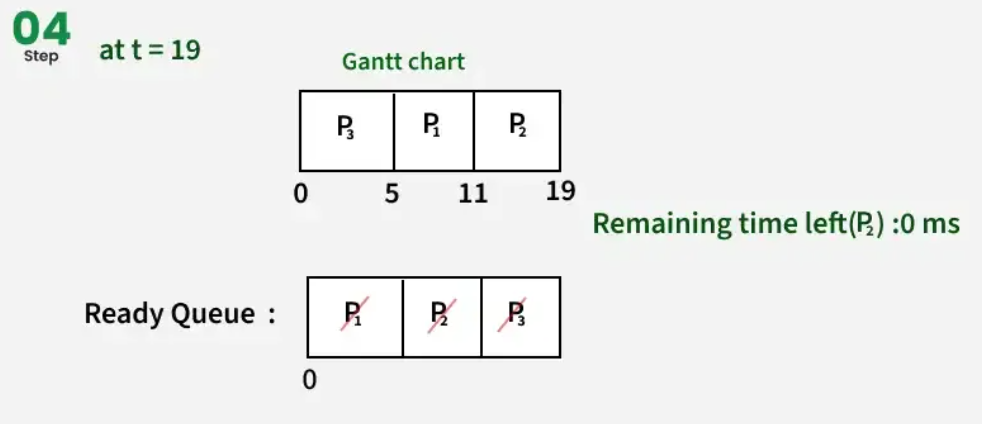 04
Step
at t = 19
Gantt chart
P3 P1 P2
0 5 11 19
Remaining time left(P2) :0 ms
Ready Queue :
P1 P2 P3
0